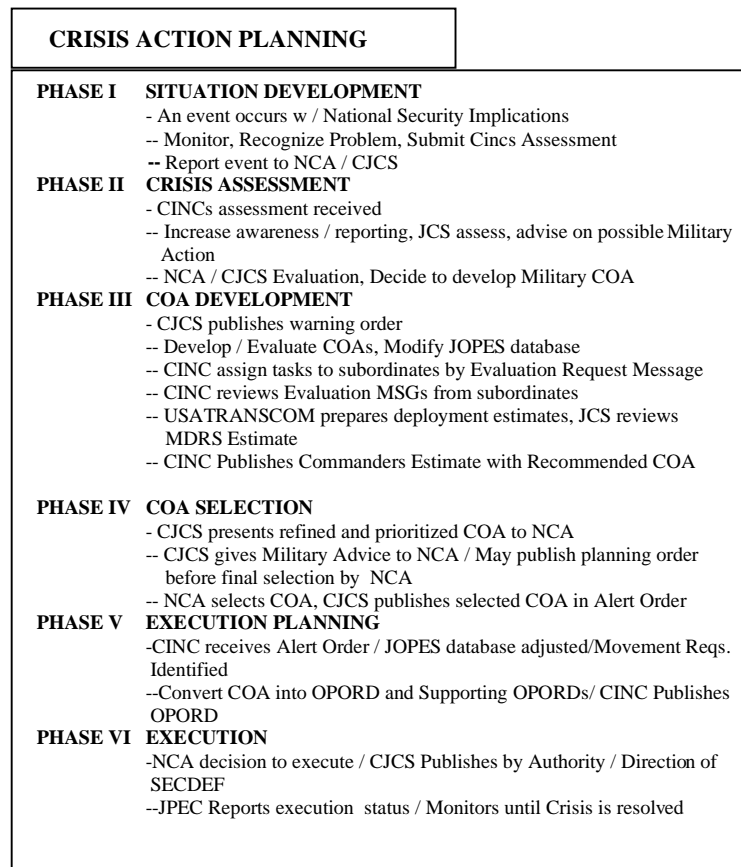 CRISIS ACTION PLANNING
PHASE I SITUATION DEVELOPMENT
- An event occurs w / National Security Implications
-- Monitor, Recognize Problem, Submit Cincs Assessment
-- Report event to NCA / CJCS
PHASE II CRISIS ASSESSMENT
- CINCs assessment received
-- Increase awareness / reporting, JCS assess, advise on possible Military
Action
-- NCA / CJCS Evaluation, Decide to develop Military COA
PHASE III COA DEVELOPMENT
- CJCS publishes warning order
-- Develop / Evaluate COAs, Modify JOPES database
-- CINC assign tasks to subordinates by Evaluation Request Message
-- CINC reviews Evaluation MSGs from subordinates
-- USATRANSCOM prepares deployment estimates, JCS reviews
MDRS Estimate
-- CINC Publishes Commanders Estimate with Recommended COA
PHASE IV COA SELECTION
- CJCS presents refined and prioritized COA to NCA
-- CJCS gives Military Advice to NCA / May publish planning order
before final selection by NCA
-- NCA selects COA, CJCS publishes selected COA in Alert Order
PHASE V EXECUTION PLANNING
-CINC receives Alert Order / JOPES database adjusted/Movement Reqs.
Identified
--Convert COA into OPORD and Supporting OPORDs/ CINC Publishes
OPORD
PHASE VI EXECUTION
-NCA decision to execute / CJCS Publishes by Authority / Direction of
SECDEF
--JPEC Reports execution status / Monitors until Crisis is resolved